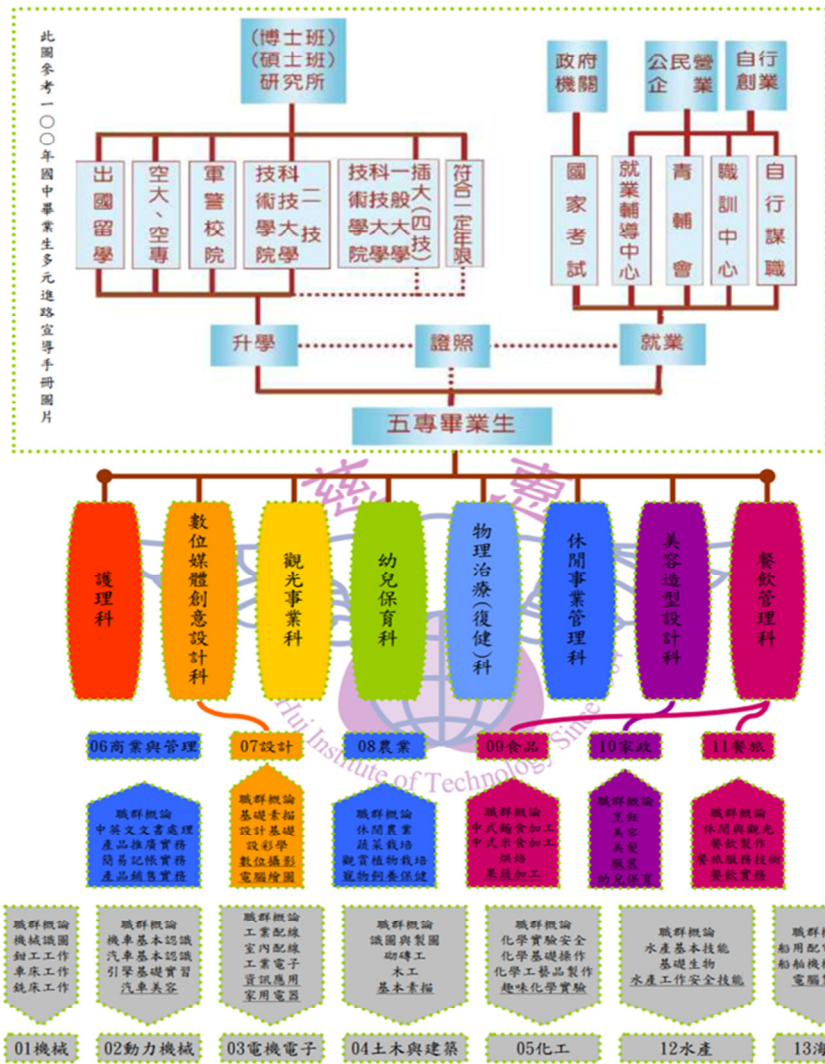 此圖參考一〇〇年國中畢業生多元進路宣導手冊圖片
(博士班)
(碩士班)
研究所
政府
機關
公民營
企業
自行
創業
出國留學
空大、空專
軍警校院
二技
科技大學
技術學院
插大(四技)
一般大學
科技大學
技術學院
符合一定年限
國家考試
就業輔導中心
青輔會
職訓中心
自行謀職
升學
證照
就業
五專畢業生
慈惠
護理科
數位媒體創意設計科
觀光事業科
幼兒保育科
物理治療(復健)科
休閒事業管理科
美容造型設計科
餐飲管理科
Hui Institute of Technology Since
06商業與管理
07設計
08農業
09食品
10家政
11餐旅
職群概論
中英文文書處理
產品推廣實務
簡易記帳實務
產品銷售實務
職群概論
基礎素描
設計基礎
設彩學
數位攝影
電腦繪圖
職群概論
休閒農業
蔬菜栽培
觀賞植物栽培
寵物飼養保健
職群概論
中式麵食加工
中式米食加工
烘焙
果蔬加工
職群概論
烹飪
美容
美髮
服裝
幼兒保育
職群概論
休閒與觀光
餐飲製作
餐旅服務技術
餐飲實務
職群概論
機械識圖
鉗工工作
車床工作
銑床工作
職群概論
機車基本認識
汽車基本認識
引擎基礎實習
汽車美容
職群概論
工業配線
室內配線
工業電子
資訊應用
家用電器
職群概論
識圖與製圖
砌磚工
木工
基本素描
職群概論
化學實驗安全
化學基礎操作
化學工藝品製作
趣味化學實驗
職群概論
水產基本技能
基礎生物
水產工作安全技能
職群
船用配
船舶機
電腦
01機械
02動力機械
03電機電子
04土木與建築
05化工
12水產
13海